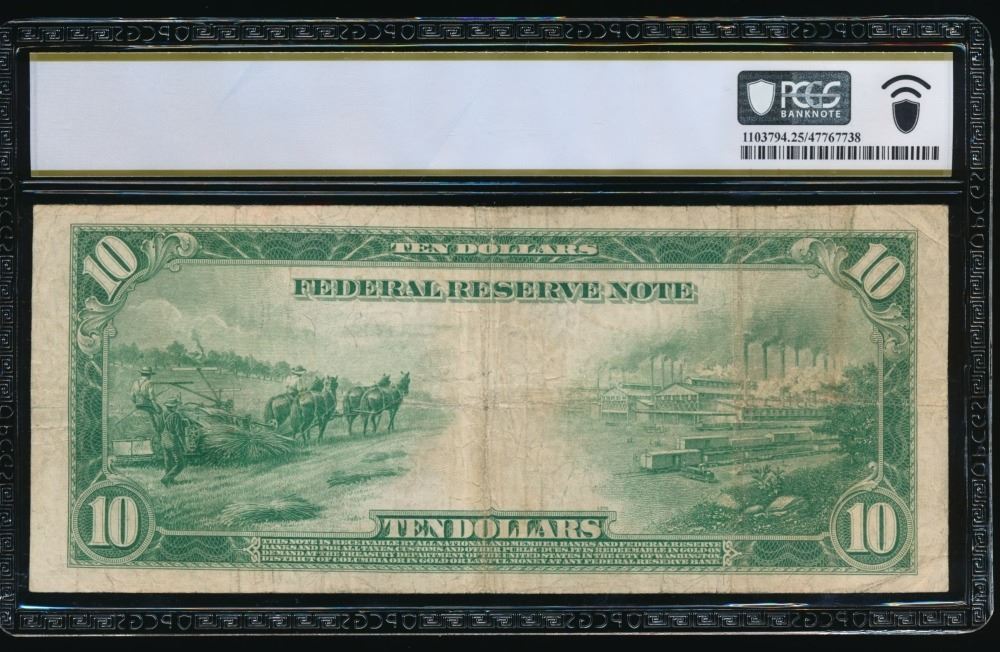 PCGS
BANKNOTE
1103794.25/47767738
10
TEN DOLLARS
10
FEDERAL RESERVE NOTE
10
TEN DOLLARS
10
THIS NOTE IS RECEIVABLE BY ALL NATIONAL AND MEMBER BANKS AND FEDERAL RESERVE
BANKS AND FOR ALL TAXES, CUSTOMS AND OTHER PUBLIC DUES. IT IS REDEEMABLE IN GOLD ON
DEMAND AT THE TREASURY DEPARTMENT OF THE UNITED STATES IN THE CITY OF WASHINGTON
DISTRICT OF COLUMBIA OR IN GOLD OR LAWFUL MONEY AT ANY FEDERAL RESERVE BANK.